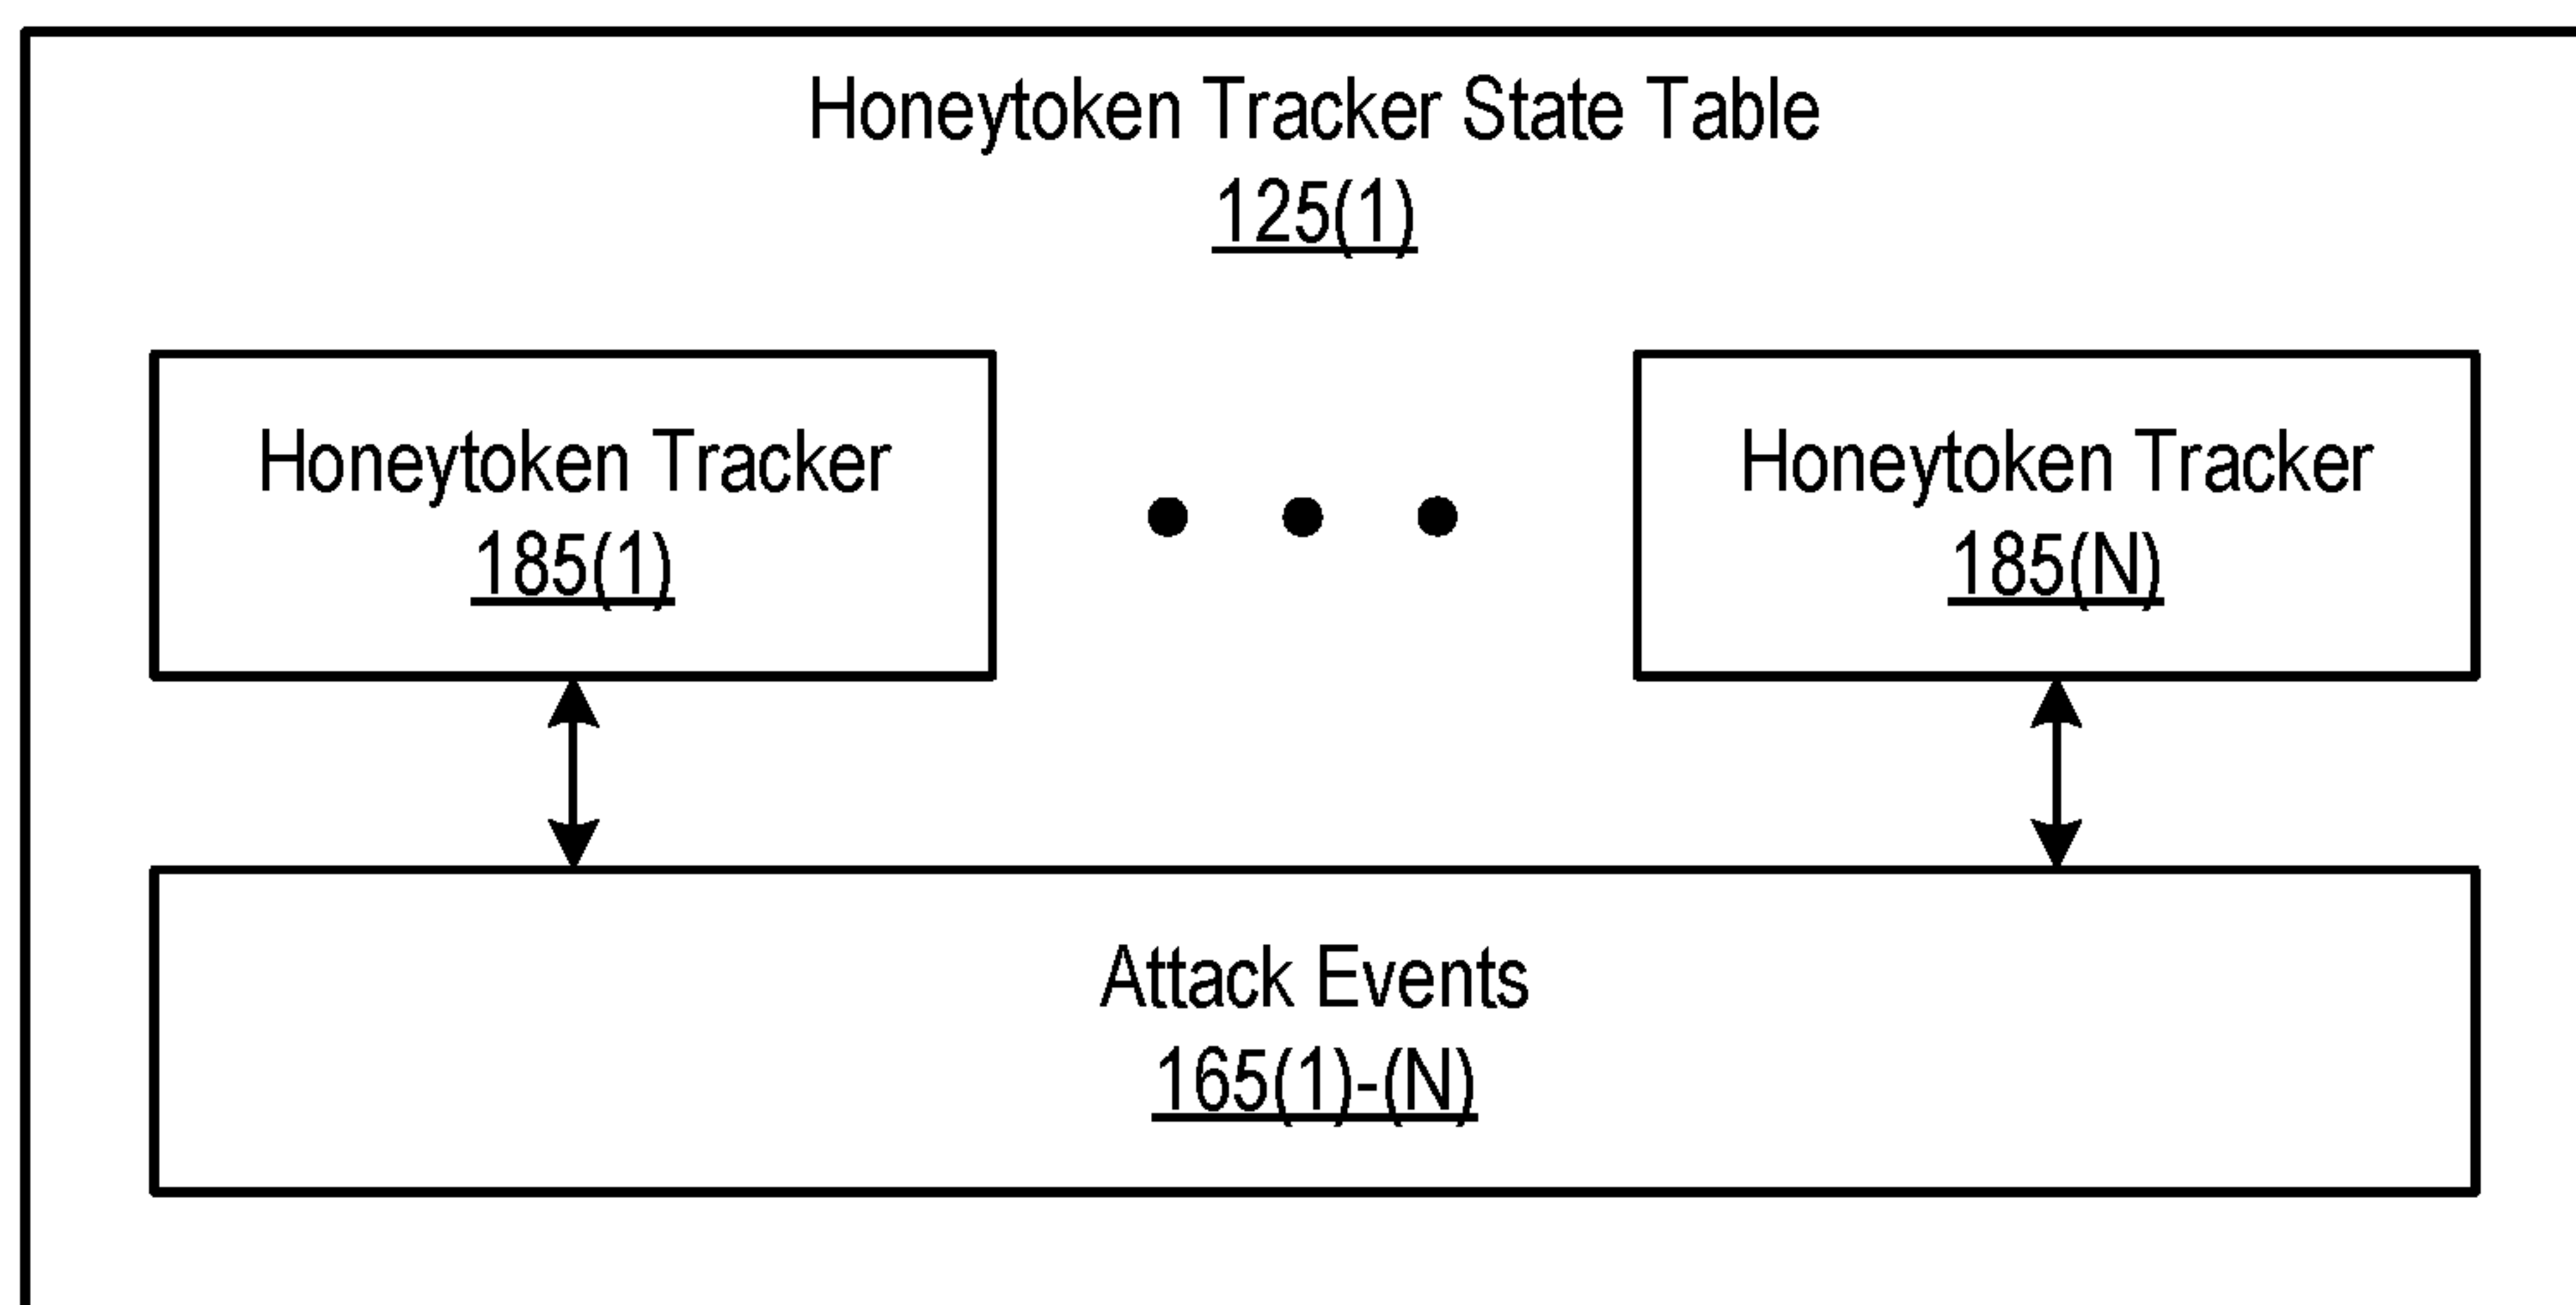 Honeytoken Tracker State Table
125(1)
Honeytoken Tracker
185(1)
Honeytoken Tracker
185(N)
Attack Events
165(1)-(N)